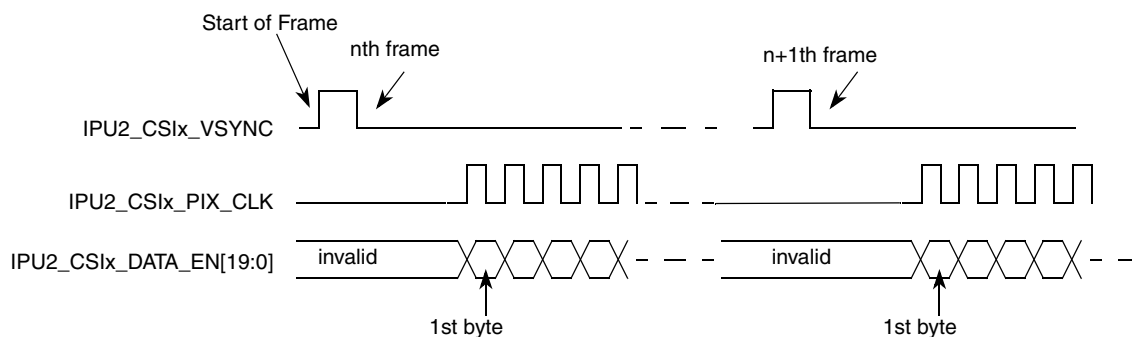 Start of Frame
nth frame
n+1th frame
IPU2_CSIx_VSYNC
IPU2_CSIx_PIX_CLK
IPU2_CSIx_DATA_EN[19:0]
invalid
invalid
1st byte
1st byte